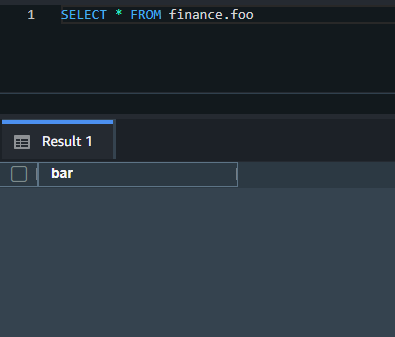 1 SELECT * FROM finance.foo
Result 1
bar